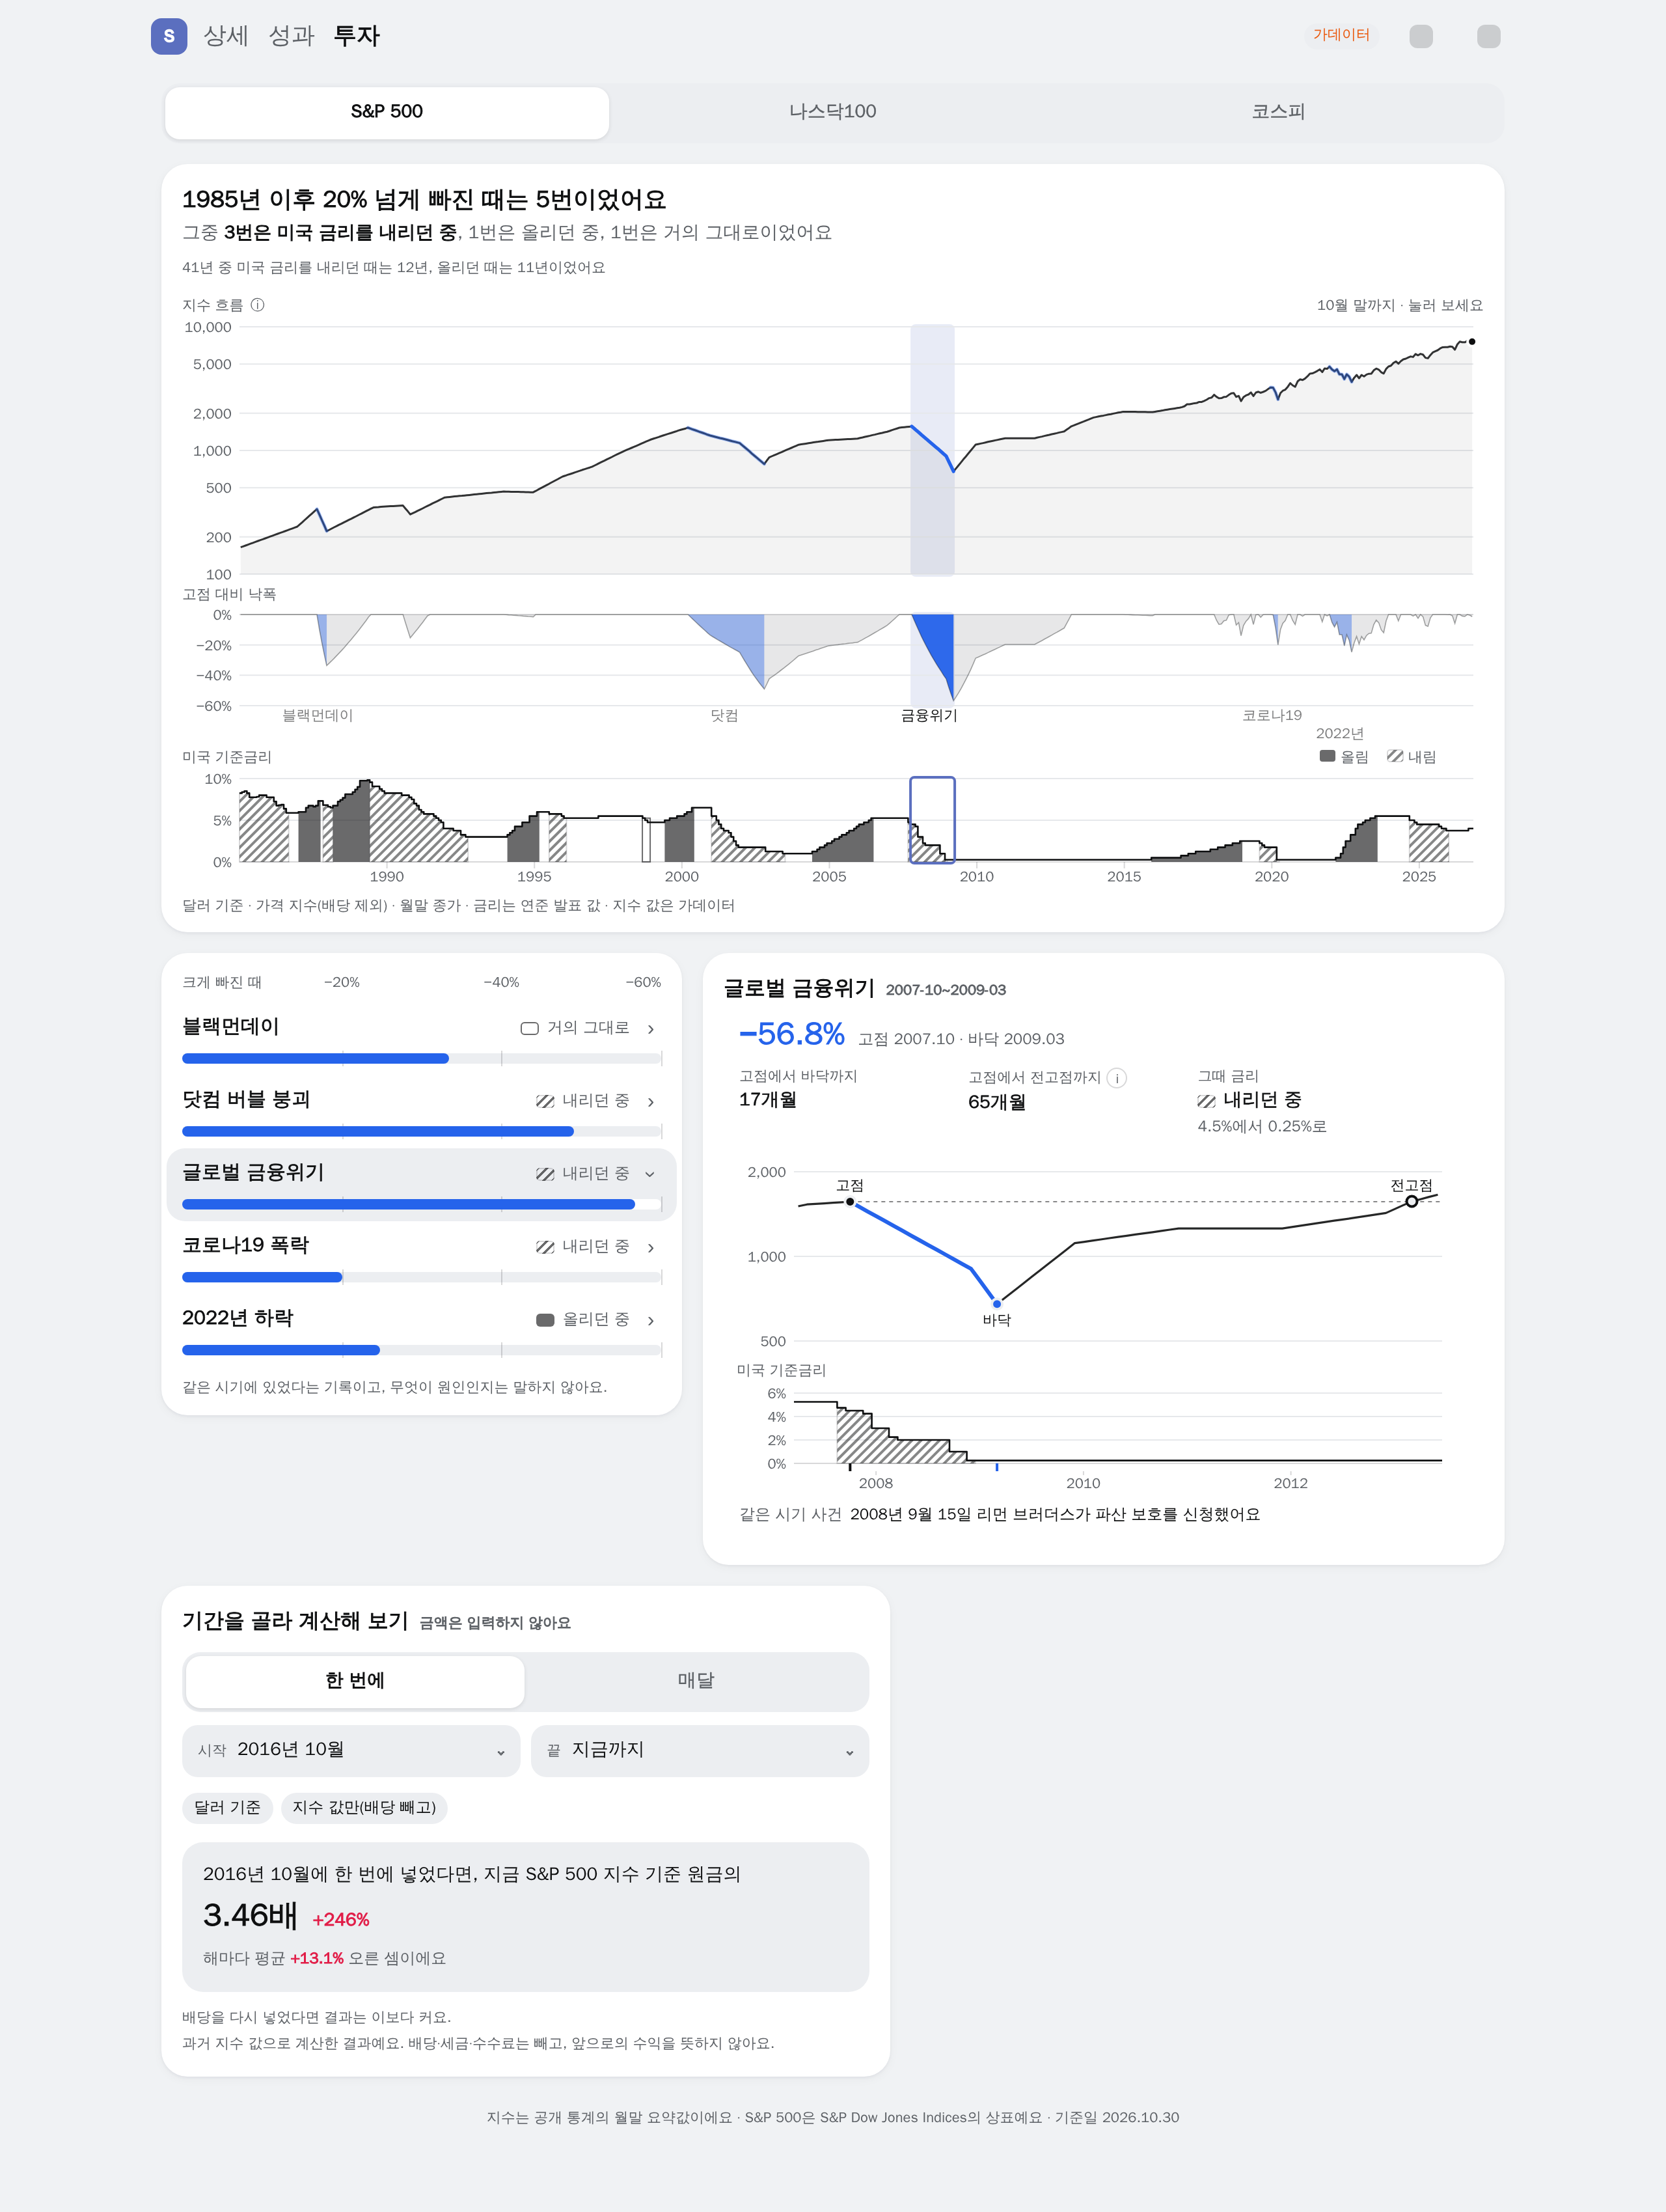 S 상세 성과 투자 가데이터
S&P 500 나스닥100 코스피
1985년 이후 20% 넘게 빠진 때는 5번이었어요
그중 3번은 미국 금리를 내리던 중, 1번은 올리던 중, 1번은 거의 그대로이었어요
41년 중 미국 금리를 내리던 때는 12년, 올리던 때는 11년이었어요
지수 흐름 ⓘ 10월 말까지 · 눌러 보세요
10,000
5,000
2,000
1,000
500
200
100
고점 대비 낙폭
0%
−20%
−40%
−60%
블랙먼데이 닷컴 금융위기 코로나19
2022년
미국 기준금리 올림 내림
10%
5%
0%
1990 1995 2000 2005 2010 2015 2020 2025
달러 기준 · 가격 지수(배당 제외) · 월말 종가 · 금리는 연준 발표 값 · 지수 값은 가데이터
크게 빠진 때 −20% −40% −60%
블랙먼데이 거의 그대로 ›
닷컴 버블 붕괴 내리던 중 ›
글로벌 금융위기 내리던 중
코로나19 폭락 내리던 중 ›
2022년 하락 올리던 중 ›
같은 시기에 있었다는 기록이고, 무엇이 원인인지는 말하지 않아요.
글로벌 금융위기 2007-10~2009-03
−56.8% 고점 2007.10 · 바닥 2009.03
고점에서 바닥까지 고점에서 전고점까지 i 그때 금리
17개월 65개월 내리던 중
4.5%에서 0.25%로
2,000
고점 전고점
1,000
바닥
500
미국 기준금리
6%
4%
2%
0%
2008 2010 2012
같은 시기 사건 2008년 9월 15일 리먼 브러더스가 파산 보호를 신청했어요
기간을 골라 계산해 보기 금액은 입력하지 않아요
한 번에 매달
시작 2016년 10월 끝 지금까지
달러 기준 지수 값만(배당 빼고)
2016년 10월에 한 번에 넣었다면, 지금 S&P 500 지수 기준 원금의
3.46배 +246%
해마다 평균 +13.1% 오른 셈이에요
배당을 다시 넣었다면 결과는 이보다 커요.
과거 지수 값으로 계산한 결과예요. 배당·세금·수수료는 빼고, 앞으로의 수익을 뜻하지 않아요.
지수는 공개 통계의 월말 요약값이에요 · S&P 500은 S&P Dow Jones Indices의 상표예요 · 기준일 2026.10.30